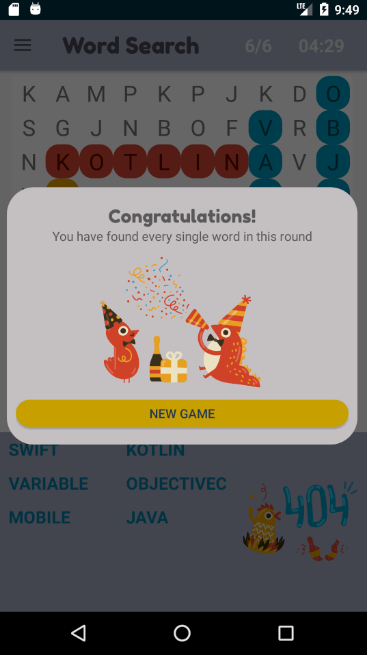 LTE 9:49
Word Search 6/6 04:29
K A M P K P J K D O
S G J N B O F V R B
N K O T L I N A V J
Congratulations!
You have found every single word in this round
NEW GAME
SWIFT KOTLIN
VARIABLE OBJECTIVEC
MOBILE JAVA
404